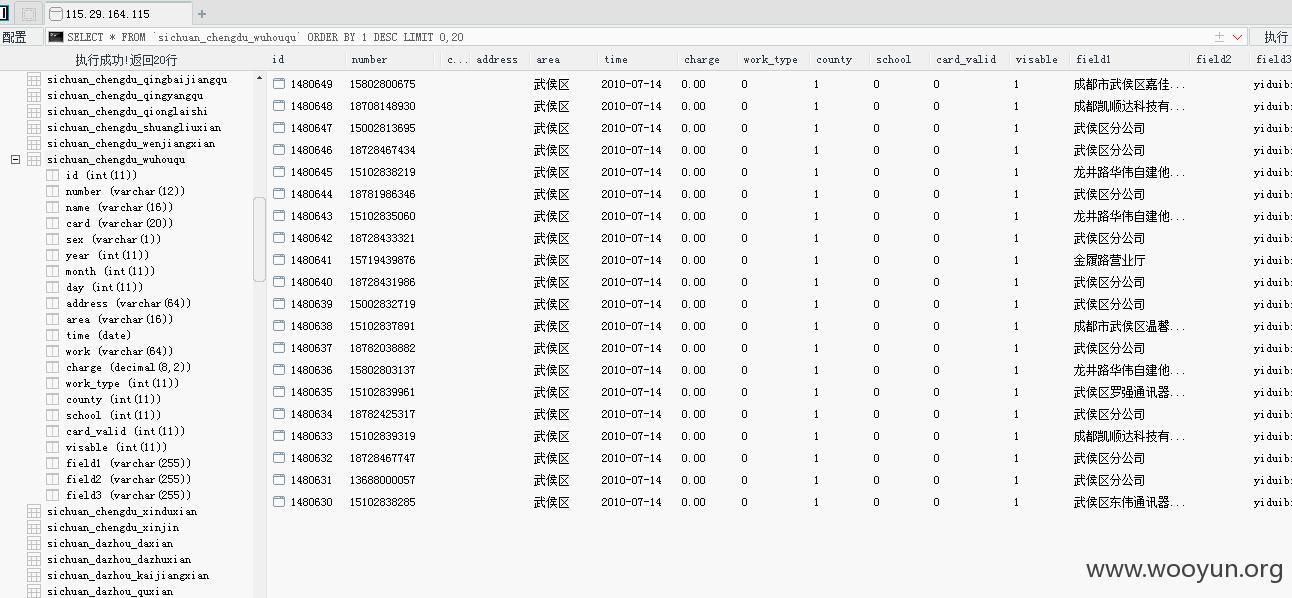 115.29.164.115
配置 SELECT * FROM `sichuan_chengdu_wuhouqu` ORDER BY 1 DESC LIMIT 0,20 执行
执行成功!返回20行
sichuan_chengdu_qingbaijiangqu
sichuan_chengdu_qingyangqu
sichuan_chengdu_qionglaishi
sichuan_chengdu_shuangliuxian
sichuan_chengdu_wenjiangxian
sichuan_chengdu_wuhouqu
id (int(11))
number (varchar(12))
name (varchar(16))
card (varchar(20))
sex (varchar(1))
year (int(11))
month (int(11))
day (int(11))
address (varchar(64))
area (varchar(16))
time (date)
work (varchar(64))
charge (decimal(8,2))
work_type (int(11))
county (int(11))
school (int(11))
card_valid (int(11))
visable (int(11))
field1 (varchar(255))
field2 (varchar(255))
field3 (varchar(255))
sichuan_chengdu_xinduxian
sichuan_chengdu_xinjin
sichuan_dazhou_daxian
sichuan_dazhou_dazhuxian
sichuan_dazhou_kaijiangxian
sichuan_dazhou_quxian
id number c... address area time charge work_type county school card_valid visable field1 field2 field3
1480649 15802800675 武侯区 2010-07-14 0.00 0 1 0 0 1 成都市武侯区嘉佳... yiduib
1480648 18708148930 武侯区 2010-07-14 0.00 0 1 0 0 1 成都凯顺达科技有... yiduib
1480647 15002813695 武侯区 2010-07-14 0.00 0 1 0 0 1 武侯区分公司 yiduib
1480646 18728467434 武侯区 2010-07-14 0.00 0 1 0 0 1 武侯区分公司 yiduib
1480645 15102838219 武侯区 2010-07-14 0.00 0 1 0 0 1 龙井路华伟自建他... yiduib
1480644 18781986346 武侯区 2010-07-14 0.00 0 1 0 0 1 武侯区分公司 yiduib
1480643 15102835060 武侯区 2010-07-14 0.00 0 1 0 0 1 龙井路华伟自建他... yiduib
1480642 18728433321 武侯区 2010-07-14 0.00 0 1 0 0 1 武侯区分公司 yiduib
1480641 15719439876 武侯区 2010-07-14 0.00 0 1 0 0 1 金履路营业厅 yiduib
1480640 18728431986 武侯区 2010-07-14 0.00 0 1 0 0 1 武侯区分公司 yiduib
1480639 15002832719 武侯区 2010-07-14 0.00 0 1 0 0 1 武侯区分公司 yiduib
1480638 15102837891 武侯区 2010-07-14 0.00 0 1 0 0 1 成都市武侯区温馨... yiduib
1480637 18782038882 武侯区 2010-07-14 0.00 0 1 0 0 1 武侯区分公司 yiduib
1480636 15802803137 武侯区 2010-07-14 0.00 0 1 0 0 1 龙井路华伟自建他... yiduib
1480635 15102839961 武侯区 2010-07-14 0.00 0 1 0 0 1 武侯区罗强通讯器... yiduib
1480634 18782425317 武侯区 2010-07-14 0.00 0 1 0 0 1 武侯区分公司 yiduib
1480633 15102839319 武侯区 2010-07-14 0.00 0 1 0 0 1 成都凯顺达科技有... yiduib
1480632 18728467747 武侯区 2010-07-14 0.00 0 1 0 0 1 武侯区分公司 yiduib
1480631 13688000057 武侯区 2010-07-14 0.00 0 1 0 0 1 武侯区分公司 yiduib
1480630 15102838285 武侯区 2010-07-14 0.00 0 1 0 0 1 武侯区东伟通讯器... yiduib
www.wooyun.org